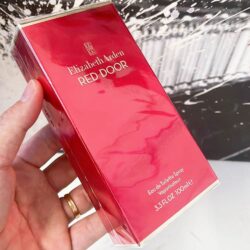 Elizabeth Arden
RED DOOR
Eau de Toilette Spray
Vaporisateur
3.3 FL.OZ. 100ml ℮